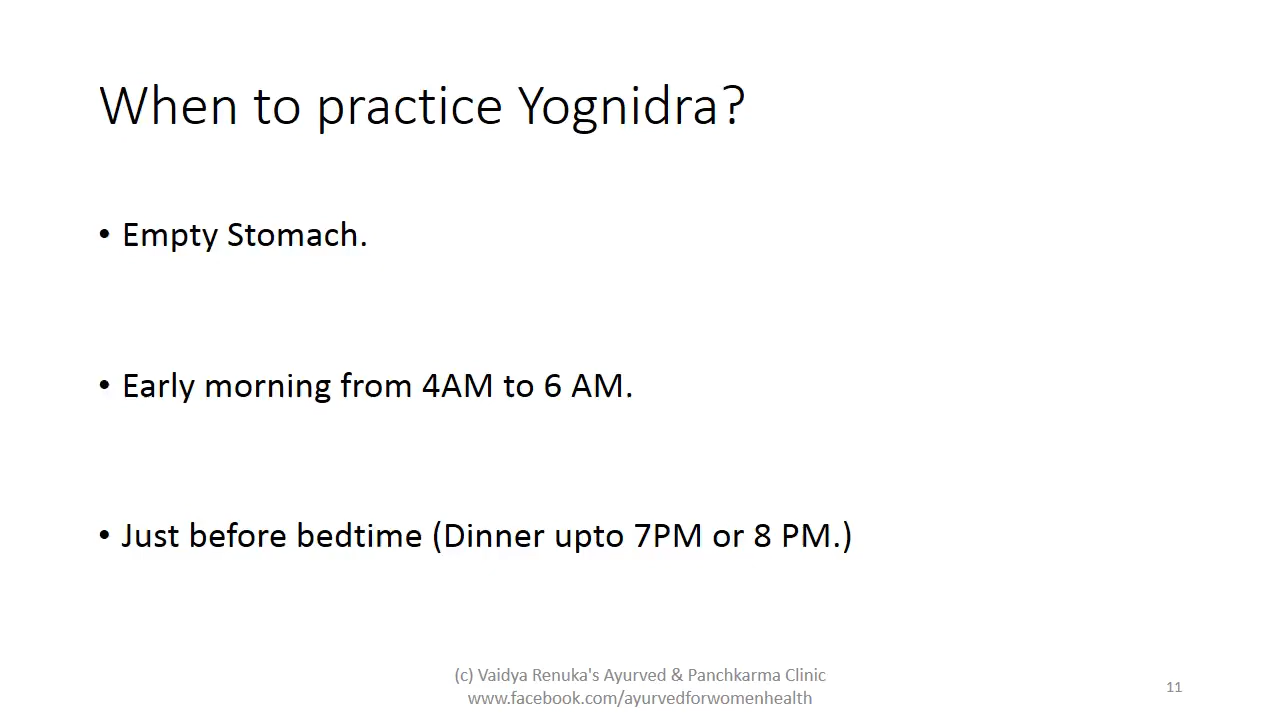 When to practice Yognidra?
• Empty Stomach.
• Early morning from 4AM to 6 AM.
• Just before bedtime (Dinner upto 7PM or 8 PM.)
(c) Vaidya Renuka's Ayurved & Panchkarma Clinic
www.facebook.com/ayurvedforwomenhealth
11